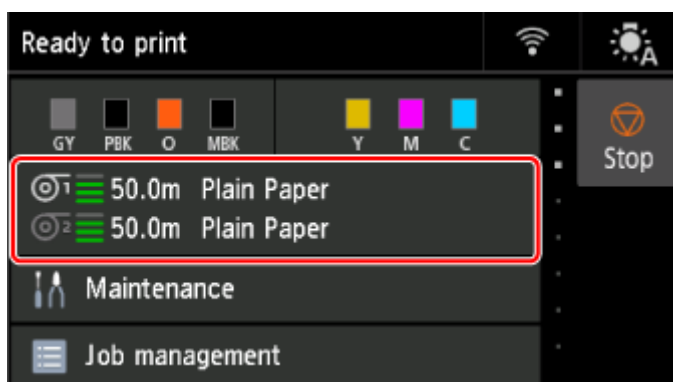 Ready to print
A
GY PBK O MBK Y M C
Stop
1 50.0m Plain Paper
2 50.0m Plain Paper
Maintenance
Job management